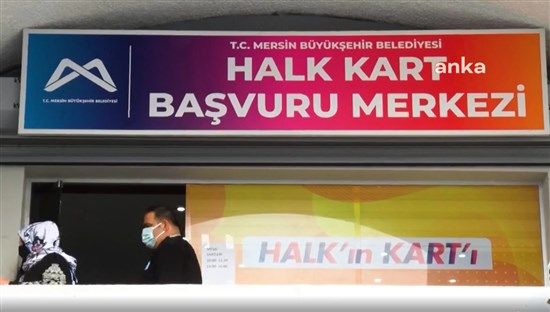 T.C. MERSİN BÜYÜKŞEHİR BELEDİYESİ
HALK KART
anka
BAŞVURU MERKEZİ
T.C. MERSİN BÜYÜKŞEHİR BELEDİYESİ
HALK'ın KART'ı